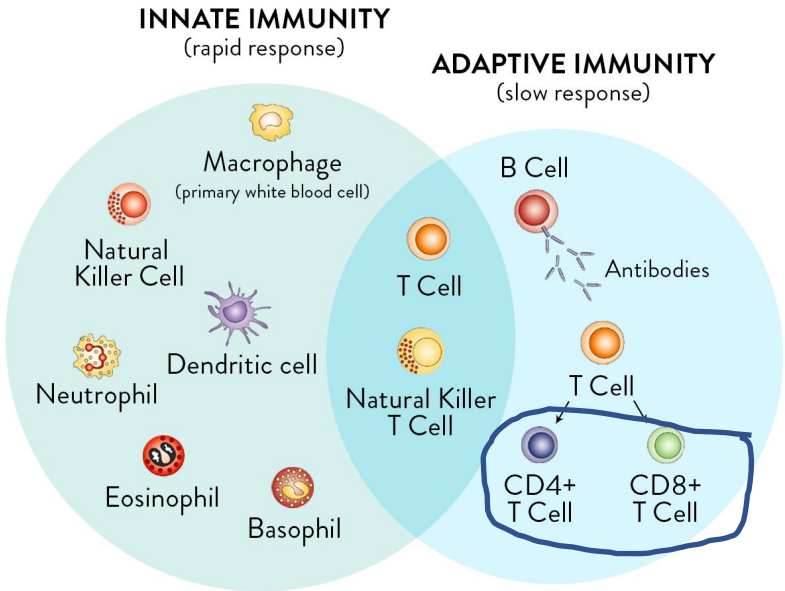 INNATE IMMUNITY
(rapid response)
ADAPTIVE IMMUNITY
(slow response)
Macrophage
(primary white blood cell)
Natural
Killer Cell
Dendritic cell
Neutrophil
Eosinophil
Basophil
T Cell
Natural Killer
T Cell
B Cell
Antibodies
T Cell
CD4+
T Cell
CD8+
T Cell